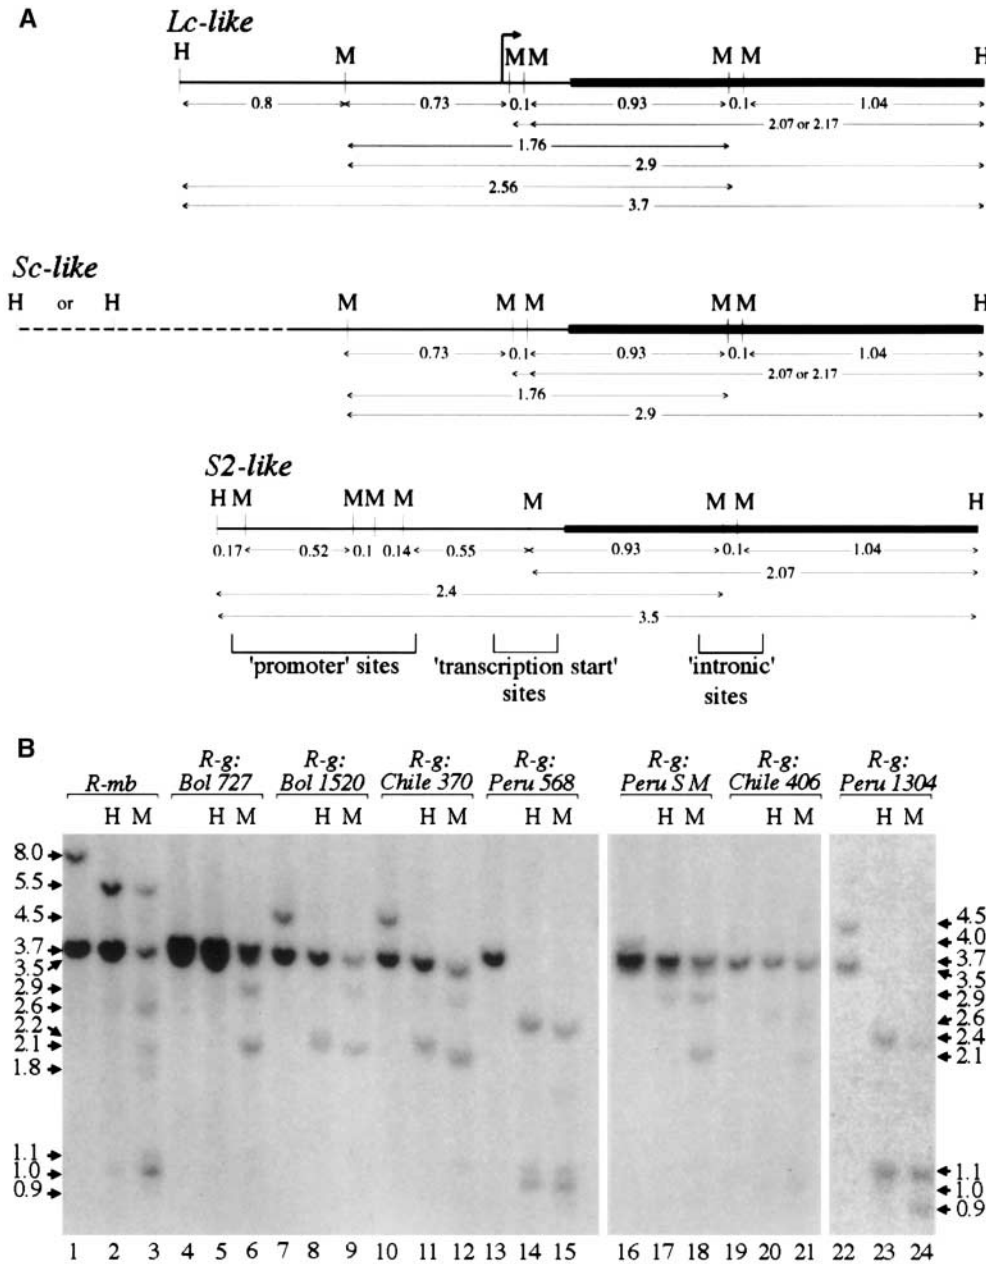 A
Lc-like
H M M M M M H
0.8 0.73 0.1 0.93 0.1 1.04
2.07 or 2.17
1.76
2.9
2.56
3.7
Sc-like
H or H M M M M M H
0.73 0.1 0.93 0.1 1.04
2.07 or 2.17
1.76
2.9
S2-like
H M M M M M M M H
0.17 0.52 0.1 0.14 0.55 0.93 0.1 1.04
2.07
2.4
3.5
'promoter' sites 'transcription start' 'intronic'
sites sites
B
R-g: R-g: R-g: R-g: R-g: R-g: R-g:
R-mb Bol 727 Bol 1520 Chile 370 Peru 568 Peru S M Chile 406 Peru 1304
H M H M H M H M H M H M H M H M
8.0
5.5
4.5
3.7
3.5
2.9
2.6
2.2
2.1
1.8
1.1
1.0
0.9
4.5
4.0
3.7
3.5
2.9
2.6
2.4
2.1
1.1
1.0
0.9
1 2 3 4 5 6 7 8 9 10 11 12 13 14 15 16 17 18 19 20 21 22 23 24